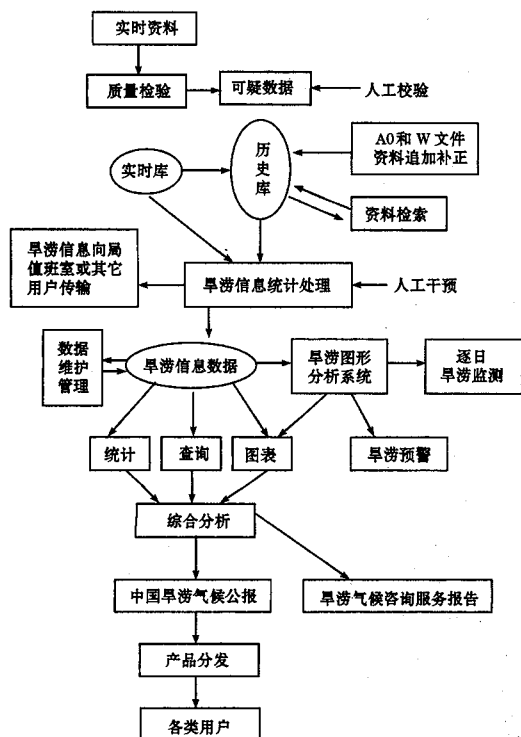 实时资料
质量检验
可疑数据
人工校验
实时库
历
史
库
A0和W文件
资料追加补正
资料检索
旱涝信息向局
值班室或其它
用户传输
旱涝信息统计处理
人工干预
数据
维护
管理
旱涝信息数据
旱涝图形
分析系统
逐日
旱涝监测
统计
查询
图表
旱涝预警
综合分析
中国旱涝气候公报
旱涝气候咨询服务报告
产品分发
各类用户